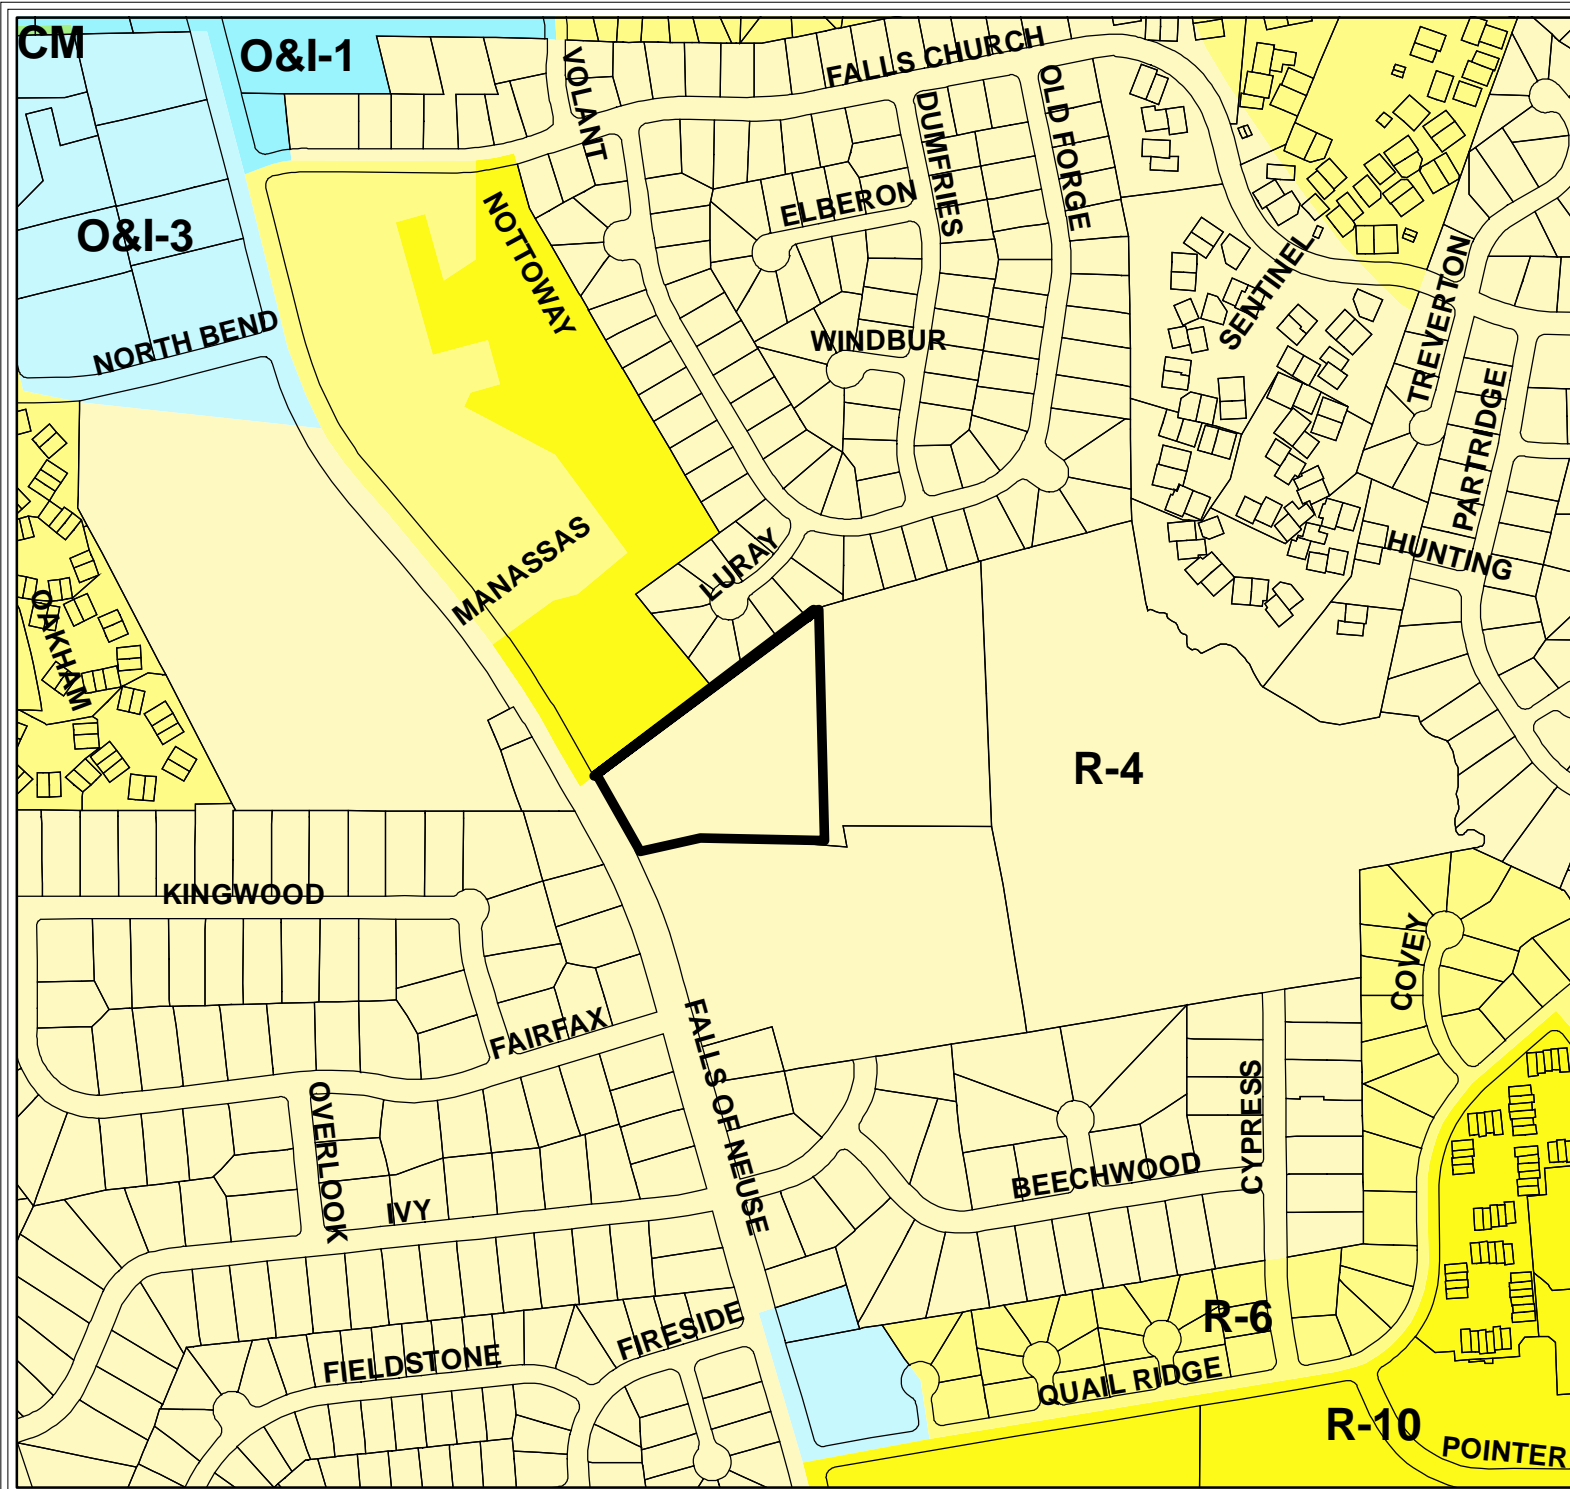 CM
O&I-1
VOLANT
FALLS CHURCH
OLD FORGE
DUMFRIES
ELBERON
NOTTOWAY
O&I-3
NORTH BEND
WINDBUR
SENTINEL
TREVERTON
PARTRIDGE
HUNTING
MANASSAS
LURAY
OAKHAM
R-4
KINGWOOD
COVEY
FAIRFAX
FALLS OF NEUSE
OVERLOOK
CYPRESS
BEECHWOOD
IVY
FIRESIDE
FIELDSTONE
R-6
QUAIL RIDGE
R-10
POINTER